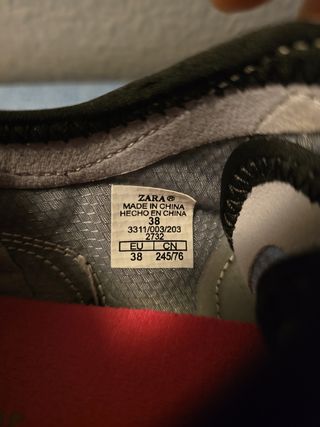 ZARA®
MADE IN CHINA
HECHO EN CHINA
38
3311/003/203
2732
EU CN
38 245/76